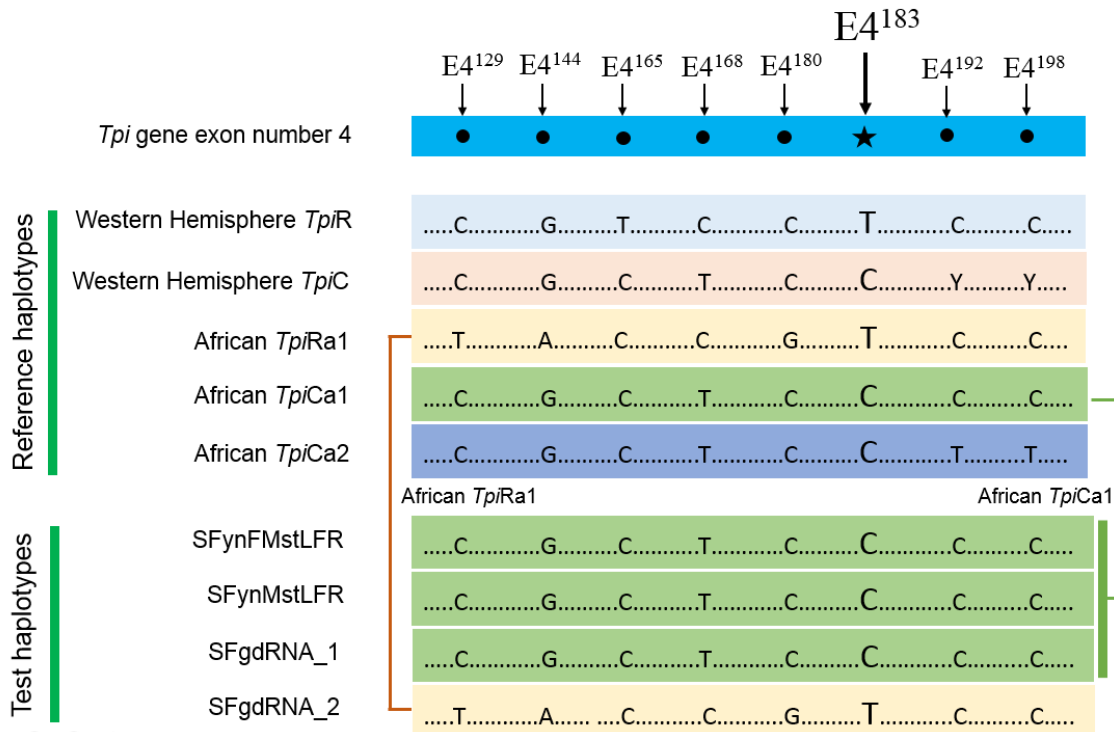 E4¹²⁹ E4¹⁴⁴ E4¹⁶⁵ E4¹⁶⁸ E4¹⁸⁰ E4¹⁸³ E4¹⁹² E4¹⁹⁸
Tpi gene exon number 4
Reference haplotypes
Western Hemisphere TpiR .....C...........G.........T...........C...........C...........T...........C..........C.....
Western Hemisphere TpiC .....C...........G...........C...........T...........C...........C...........Y..........Y.....
African TpiRa1 .....T............A...........C...........C...........G...........T...........C..........C.....
African TpiCa1 .....C...........G...........C...........T...........C...........C...........C..........C.....
African TpiCa2 .....C...........G...........C...........T...........C...........C...........T..........T.....
African TpiRa1 African TpiCa1
Test haplotypes
SFynFMstLFR .....C...........G...........C...........T...........C...........C...........C..........C.....
SFynMstLFR .....C...........G...........C...........T...........C...........C...........C..........C.....
SFgdRNA_1 .....C...........G...........C...........T...........C...........C...........C..........C.....
SFgdRNA_2 .....T............A...... .....C...........C...........G...........T...........C..........C.....